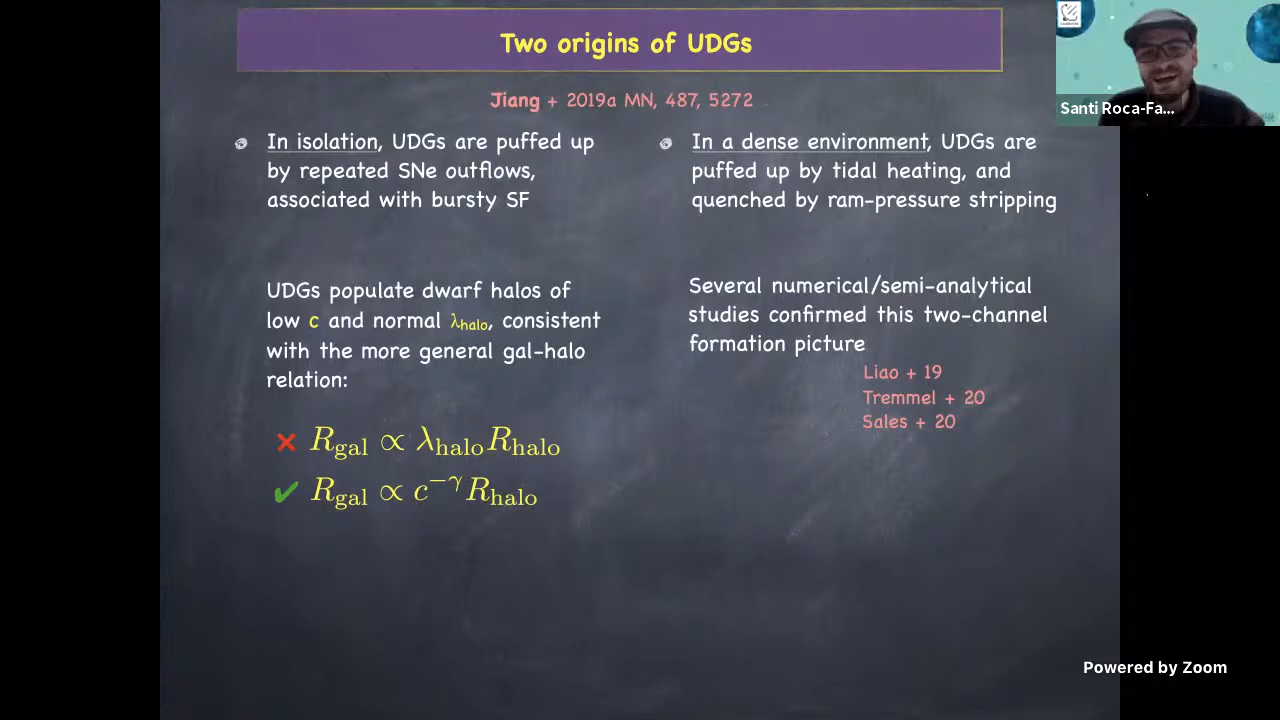 Two origins of UDGs
Jiang + 2019a MN, 487, 5272
In isolation, UDGs are puffed up
by repeated SNe outflows,
associated with bursty SF
UDGs populate dwarf halos of
low c and normal λhalo, consistent
with the more general gal-halo
relation:
✕ Rgal ∝ λhaloRhalo
✔ Rgal ∝ c^−γRhalo
In a dense environment, UDGs are
puffed up by tidal heating, and
quenched by ram-pressure stripping
Several numerical/semi-analytical
studies confirmed this two-channel
formation picture
Liao + 19
Tremmel + 20
Sales + 20
Santi Roca-Fa...
Powered by Zoom